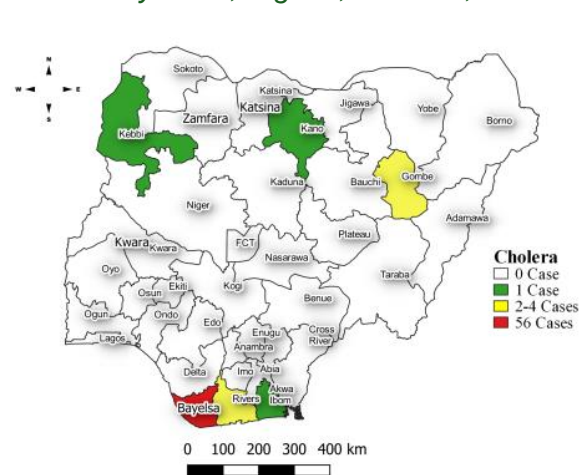 N
W E
S
Sokoto
Katsina
Katsina
Jigawa
Yobe
Borno
Zamfara
Kebbi
Kano
Kaduna
Bauchi
Gombe
Niger
Adamawa
Plateau
Kwara
Kwara
FCT
Nasarawa
Taraba
Oyo
Kogi
Osun
Ekiti
Benue
Ogun
Ondo
Edo
Lagos
Enugu
Cross
River
Anambra
Delta
Imo
Abia
Akwa
Ibom
Rivers
Bayelsa
Cholera
0 Case
1 Case
2-4 Cases
56 Cases
0 100 200 300 400 km